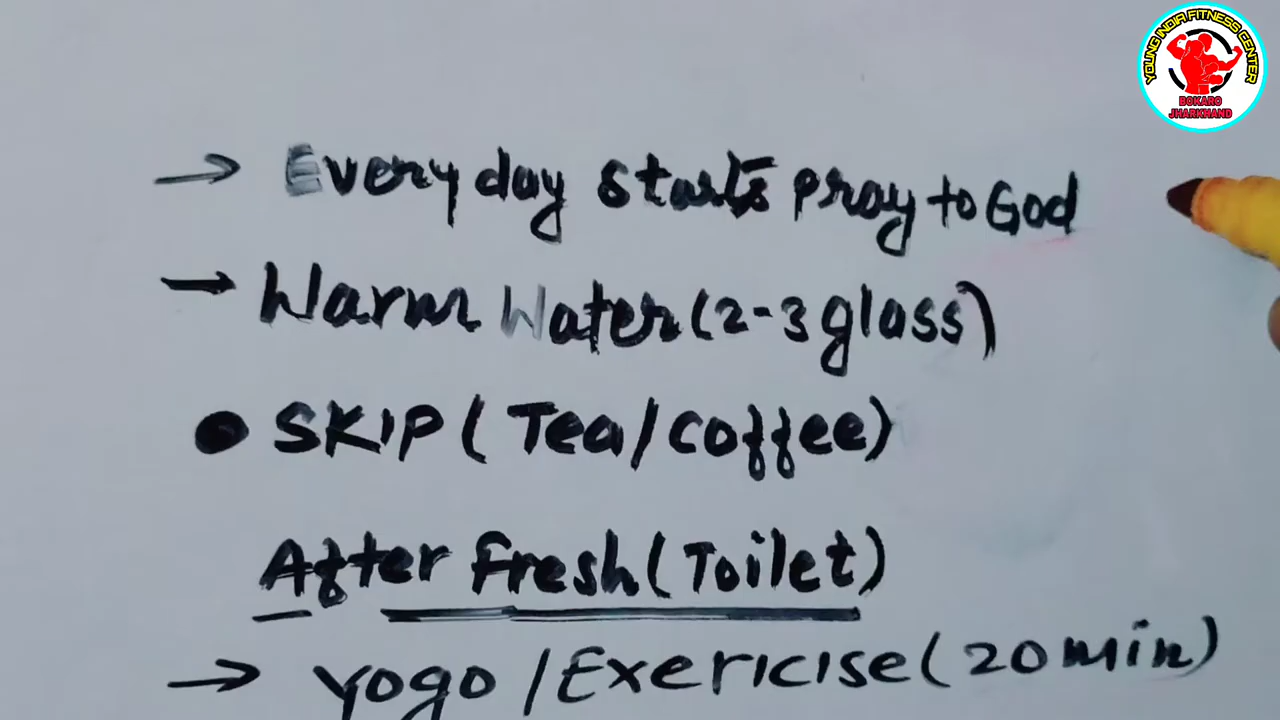 YOUNG INDIA FITNESS CENTER
BOKARO
JHARKHAND
→ Every day starts pray to God
→ Warm Water (2-3 glass)
● SKIP (Tea/Coffee)
After fresh (Toilet)
→ Yogo / Exericise (20 min)